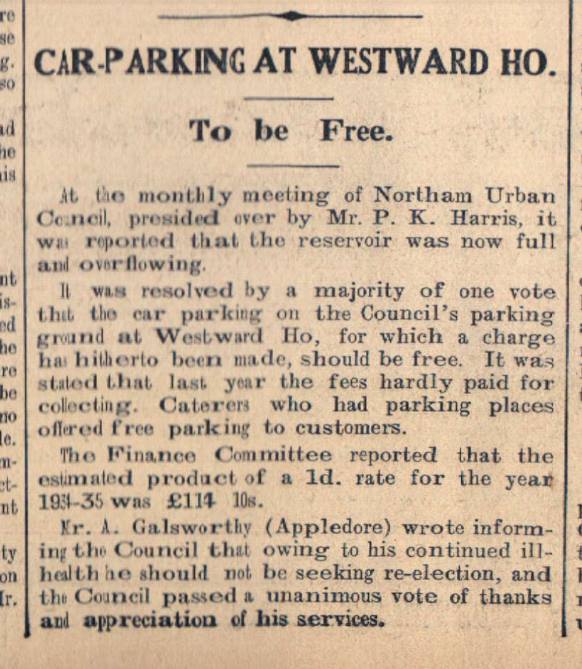 CAR-PARKING AT WESTWARD HO.
To be Free.
At the monthly meeting of Northam Urban
Council, presided over by Mr. P. K. Harris, it
was reported that the reservoir was now full
and overflowing.
It was resolved by a majority of one vote
that the car parking on the Council's parking
ground at Westward Ho, for which a charge
has hitherto been made, should be free. It was
stated that last year the fees hardly paid for
collecting. Caterers who had parking places
offered free parking to customers.
The Finance Committee reported that the
estimated product of a 1d. rate for the year
1934-35 was £114 10s.
Mr. A. Galsworthy (Appledore) wrote inform-
ing the Council that owing to his continued ill-
health he should not be seeking re-election, and
the Council passed a unanimous vote of thanks
and appreciation of his services.